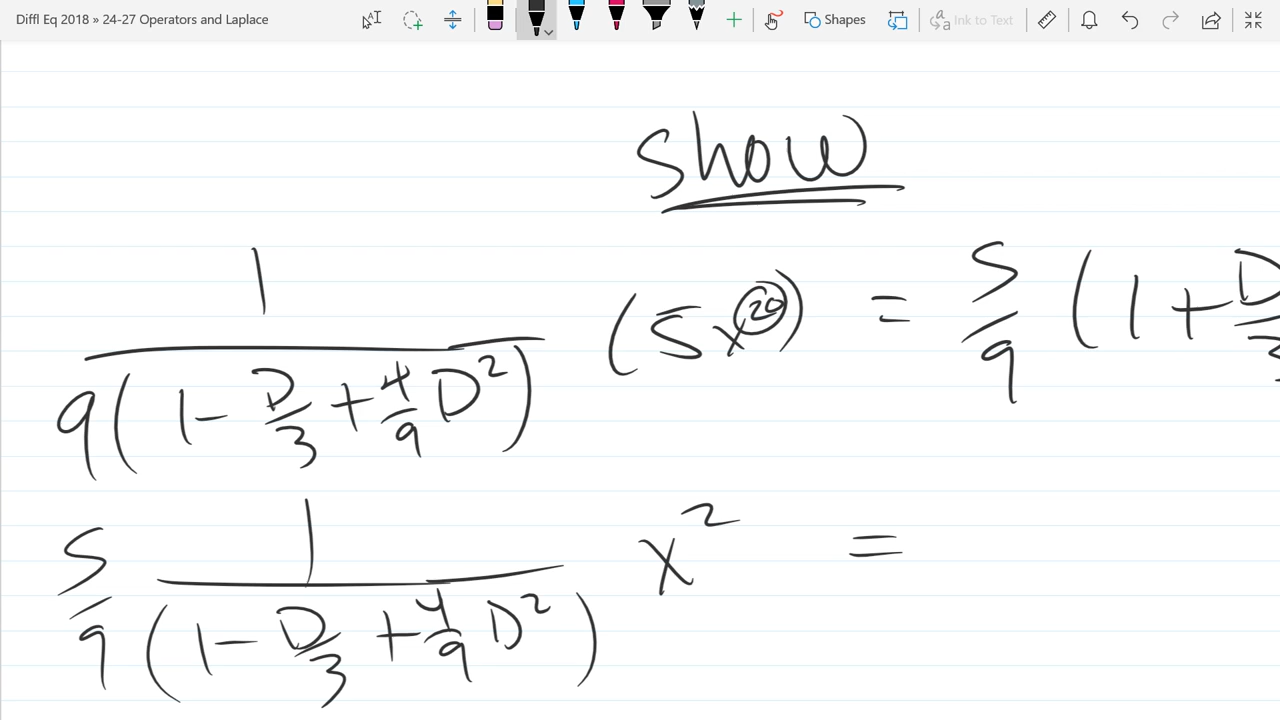 Diffl Eq 2018 » 24-27 Operators and Laplace
Shapes
Ink to Text
show
1 / 9(1 - D/3 + 4/9 D²) (5x²⁰) = 5/9 (1 + D/3
5/9 1 / (1 - D/3 + 4/9 D²) x² =